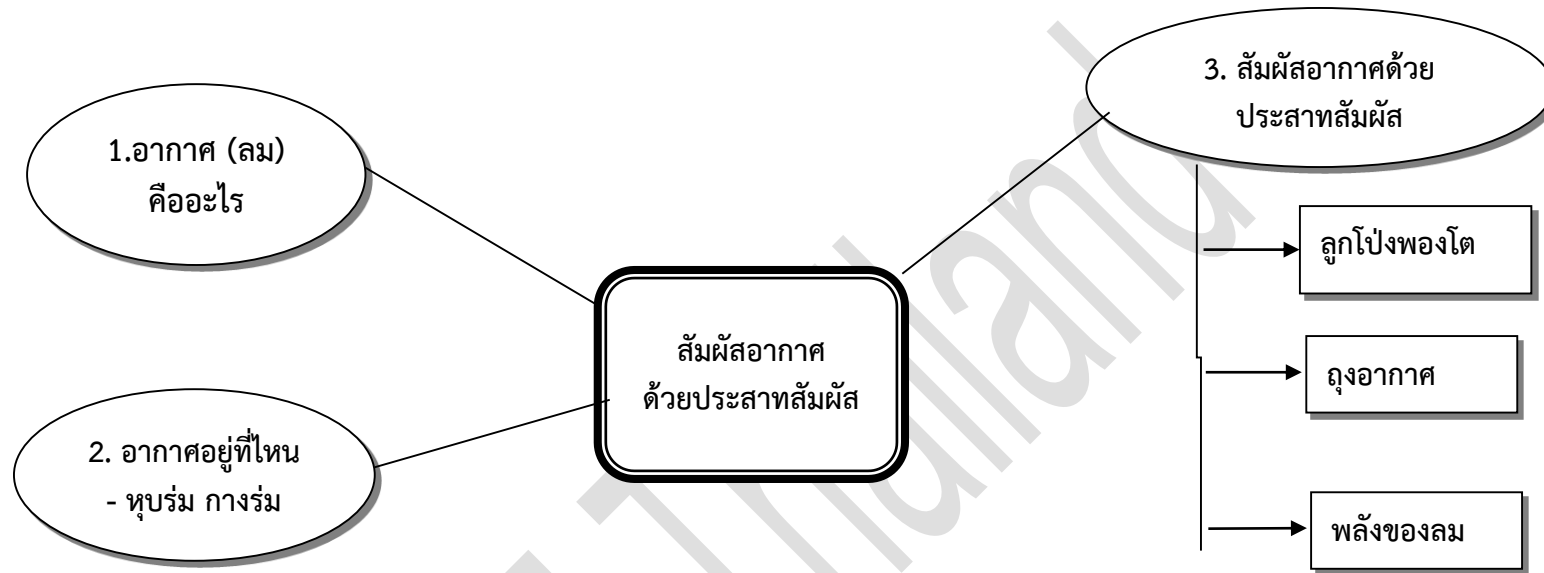 1.อากาศ (ลม)
คืออะไร
2. อากาศอยู่ที่ไหน
- หุบร่ม กางร่ม
สัมผัสอากาศ
ด้วยประสาทสัมผัส
3. สัมผัสอากาศด้วย
ประสาทสัมผัส
ลูกโป่งพองโต
ถุงอากาศ
พลังของลม
Thailand